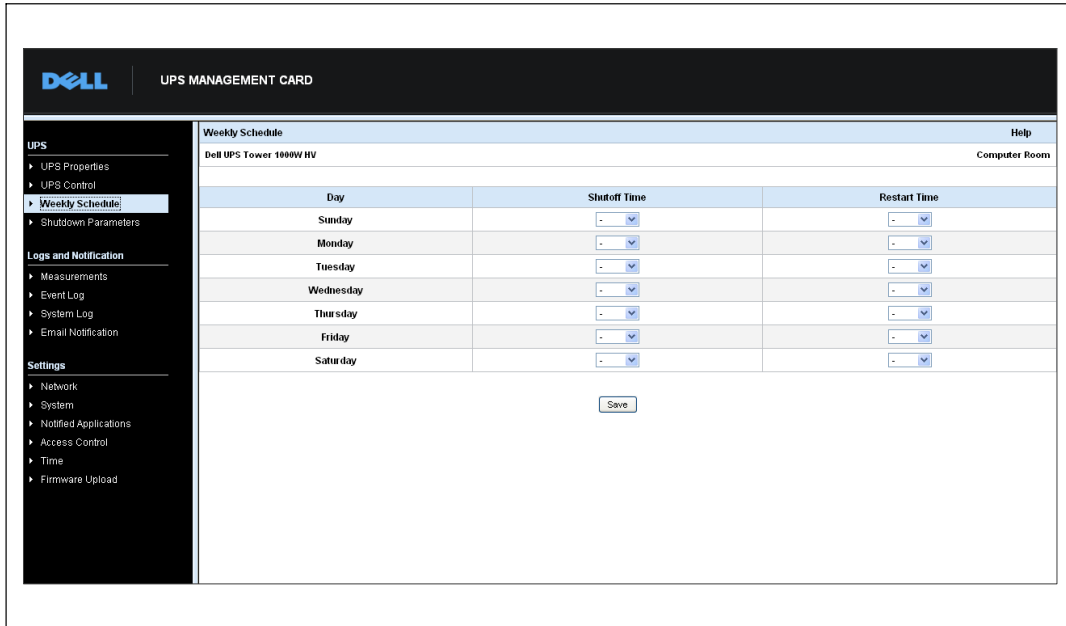 DELL
UPS MANAGEMENT CARD
UPS
UPS Properties
UPS Control
Weekly Schedule
Shutdown Parameters
Logs and Notification
Measurements
Event Log
System Log
Email Notification
Settings
Network
System
Notified Applications
Access Control
Time
Firmware Upload
Weekly Schedule Help
Dell UPS Tower 1000W HV Computer Room
Day Shutoff Time Restart Time
Sunday - -
Monday - -
Tuesday - -
Wednesday - -
Thursday - -
Friday - -
Saturday - -
Save